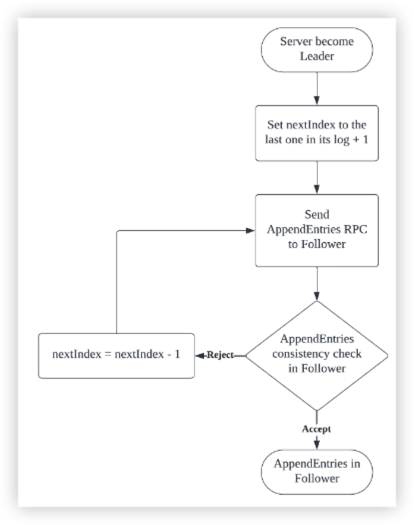 Server become
Leader
Set nextIndex to the
last one in its log + 1
Send
AppendEntries RPC
to Follower
AppendEntries
consistency check
in Follower
Reject
nextIndex = nextIndex - 1
Accept
AppendEntries in
Follower